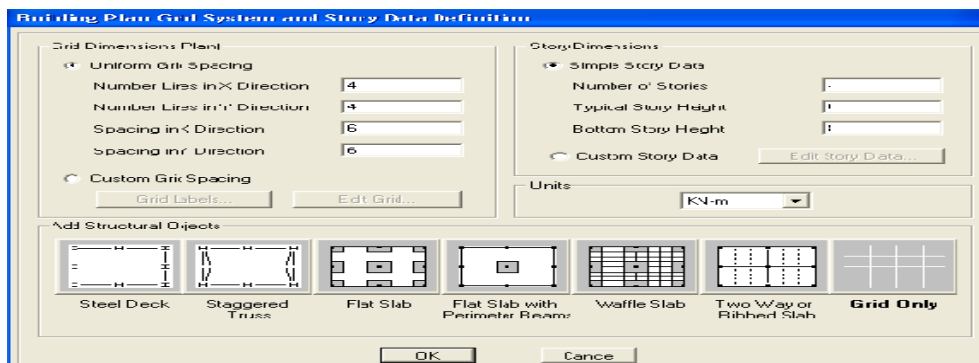 Building Plan Grid System and Story Data Definition
Grid Dimensions Plan)
Uniform Grid Spacing
Number Lines in X Direction 4
Number Lines in Y Direction 4
Spacing in X Direction 6
Spacing in Y Direction 6
Custom Grid Spacing
Grid Labels... Edit Grid...
Story Dimensions
Simple Story Data
Number of Stories
Typical Story Height
Bottom Story Height
Custom Story Data Edit Story Data...
Units
KN-m
Add Structural Objects
Steel Deck
Staggered
Truss
Flat Slab
Flat Slab with
Perimeter Beams
Waffle Slab
Two Way or
Ribbed Slab
Grid Only
OK Cancel